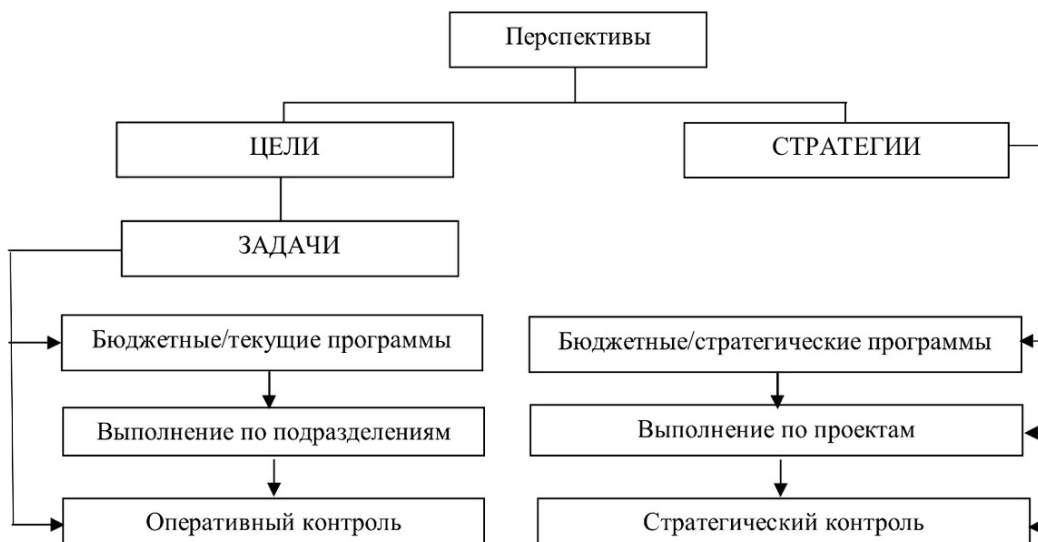 Перспективы
ЦЕЛИ
СТРАТЕГИИ
ЗАДАЧИ
Бюджетные/текущие программы
Бюджетные/стратегические программы
Выполнение по подразделениям
Выполнение по проектам
Оперативный контроль
Стратегический контроль